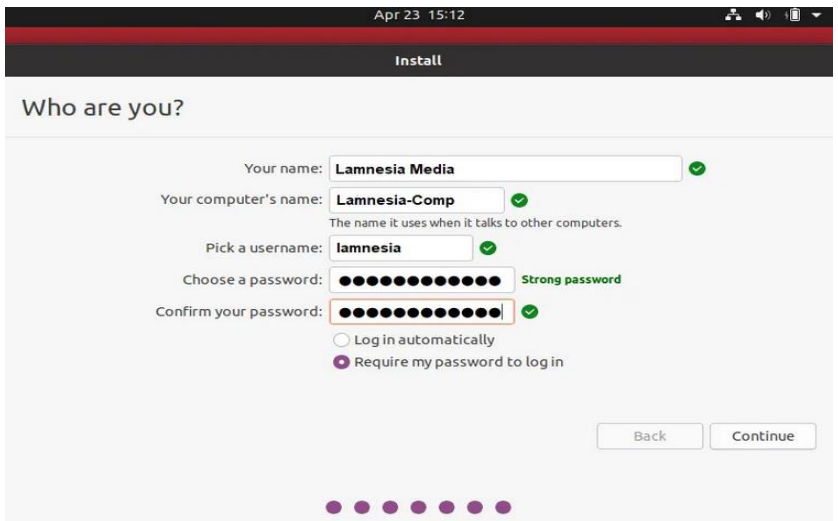 Apr 23 15:12
Install
Who are you?
Your name: Lamnesia Media
Your computer's name: Lamnesia-Comp
The name it uses when it talks to other computers.
Pick a username: lamnesia
Choose a password: ●●●●●●●●●●●● Strong password
Confirm your password: ●●●●●●●●●●●●
Log in automatically
Require my password to log in
Back Continue